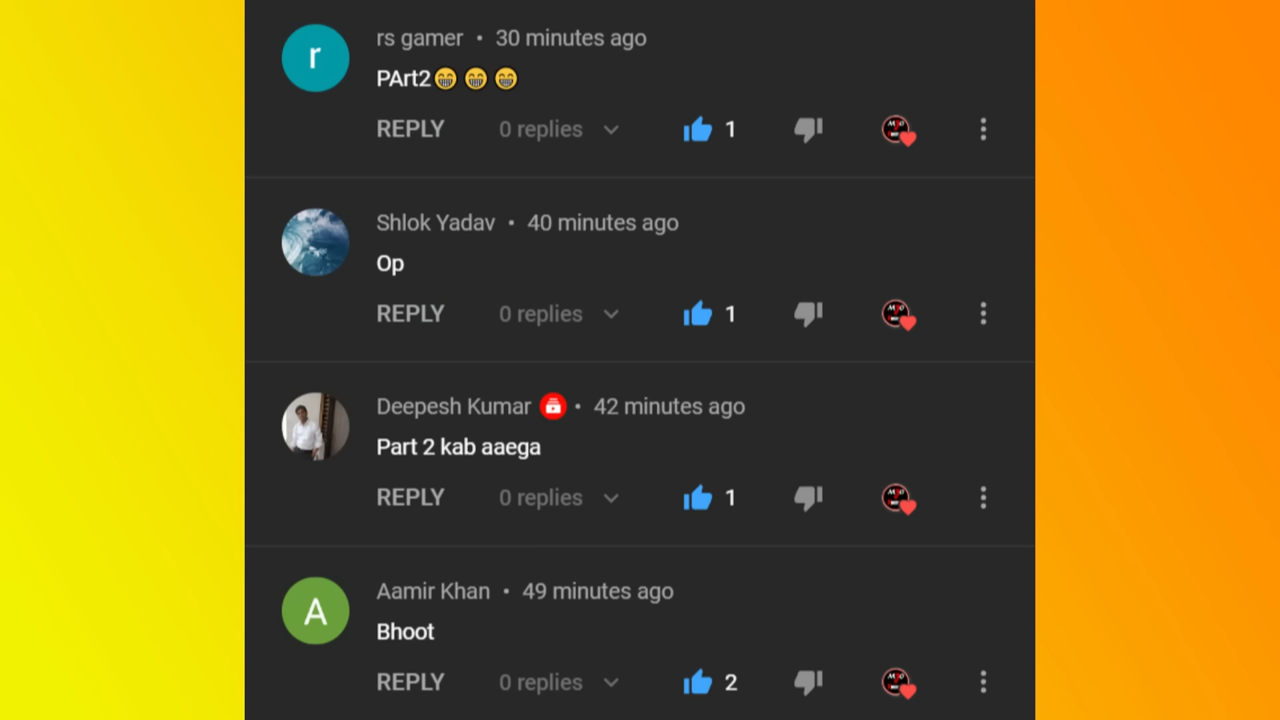 r
rs gamer • 30 minutes ago
PArt2😁 😁 😁
REPLY 0 replies 1
Shlok Yadav • 40 minutes ago
Op
REPLY 0 replies 1
Deepesh Kumar • 42 minutes ago
Part 2 kab aaega
REPLY 0 replies 1
A
Aamir Khan • 49 minutes ago
Bhoot
REPLY 0 replies 2